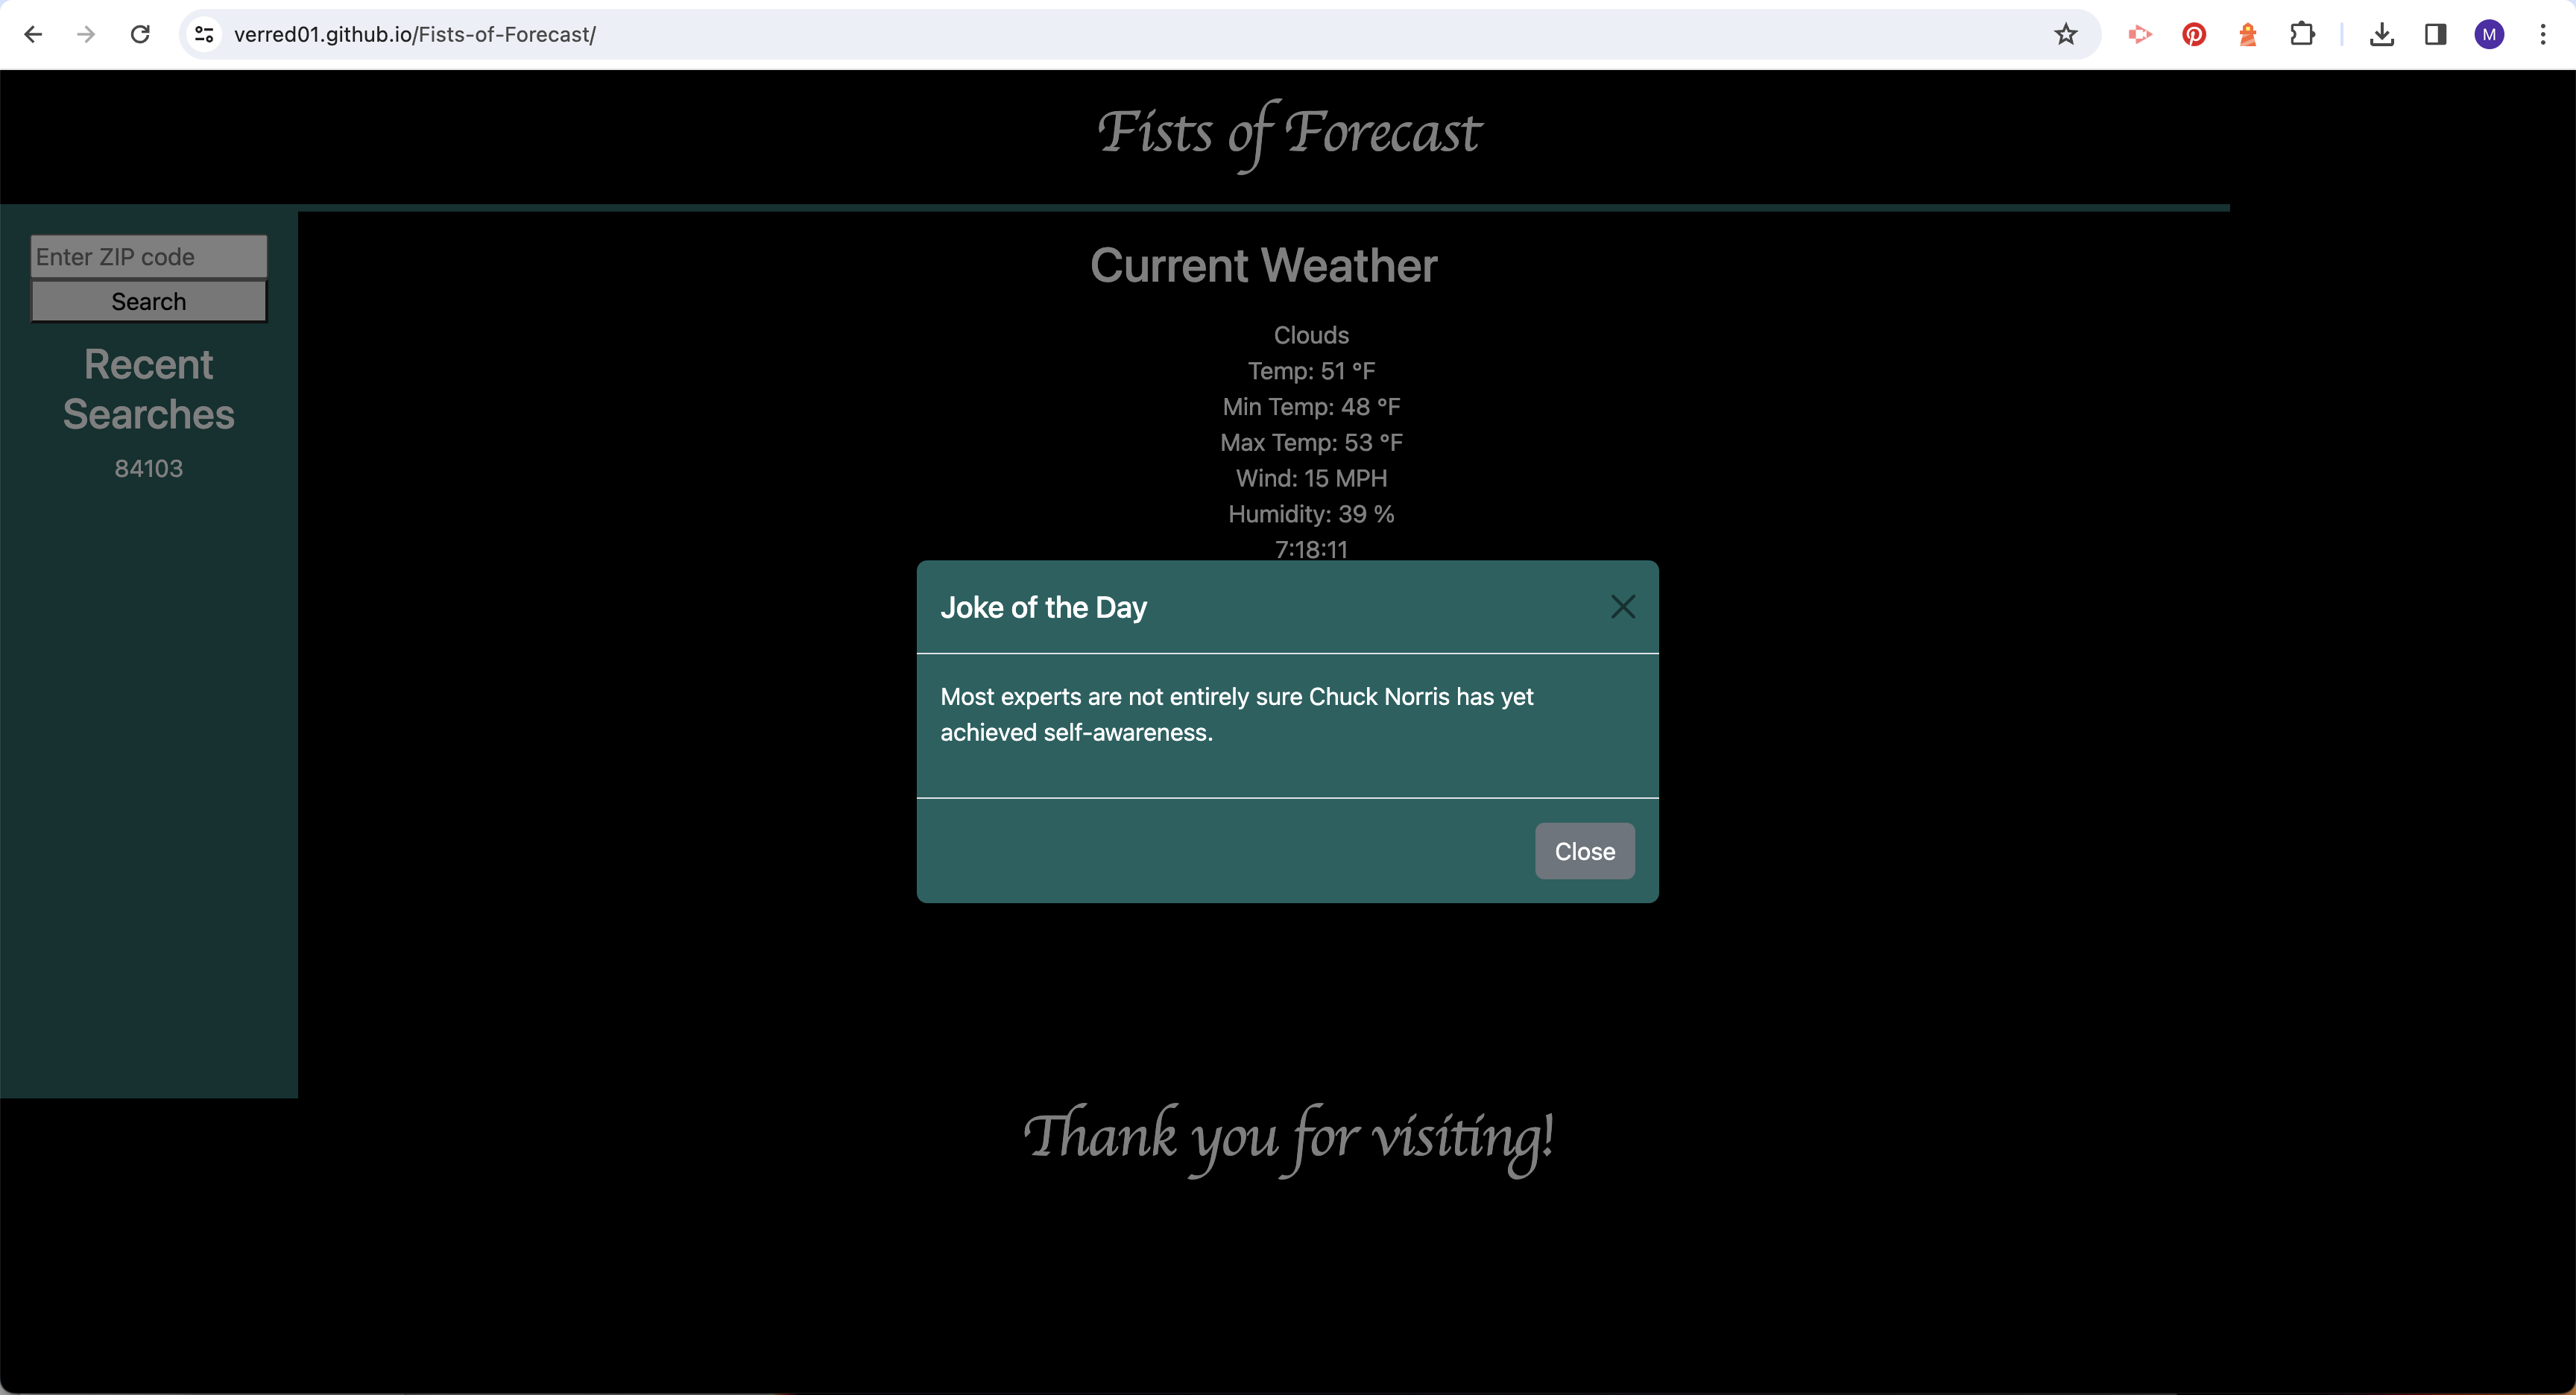 verred01.github.io/Fists-of-Forecast/
M
Fists of Forecast
Enter ZIP code
Search
Recent
Searches
84103
Current Weather
Clouds
Temp: 51 °F
Min Temp: 48 °F
Max Temp: 53 °F
Wind: 15 MPH
Humidity: 39 %
7:18:11
Joke of the Day
Most experts are not entirely sure Chuck Norris has yet
achieved self-awareness.
Close
Thank you for visiting!